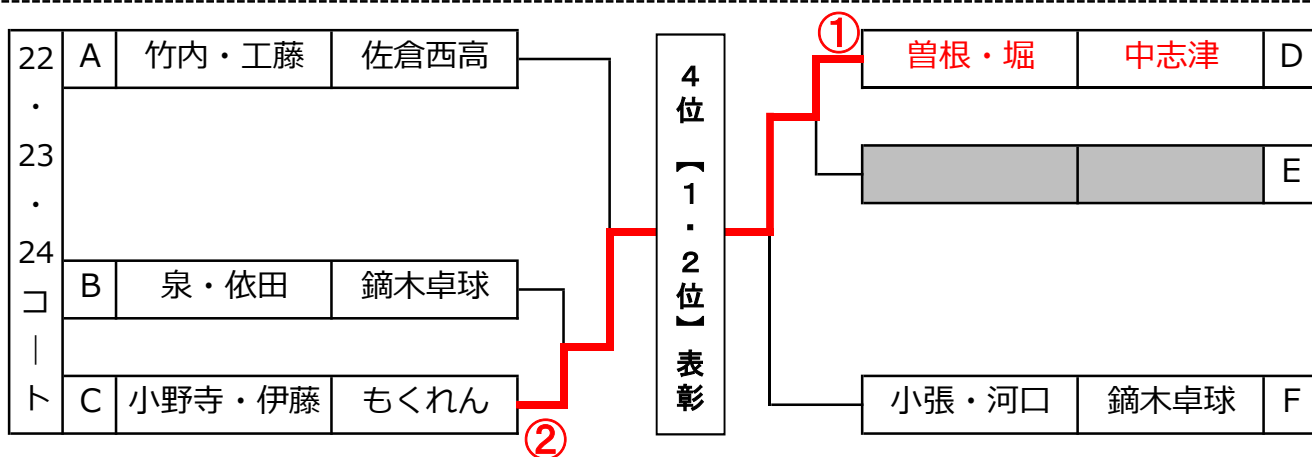 22・23・24コート
A 竹内・工藤 佐倉西高
B 泉・依田 鏑木卓球
C 小野寺・伊藤 もくれん
②
4位【1・2位】表彰
①
曽根・堀 中志津 D
E
小張・河口 鏑木卓球 F